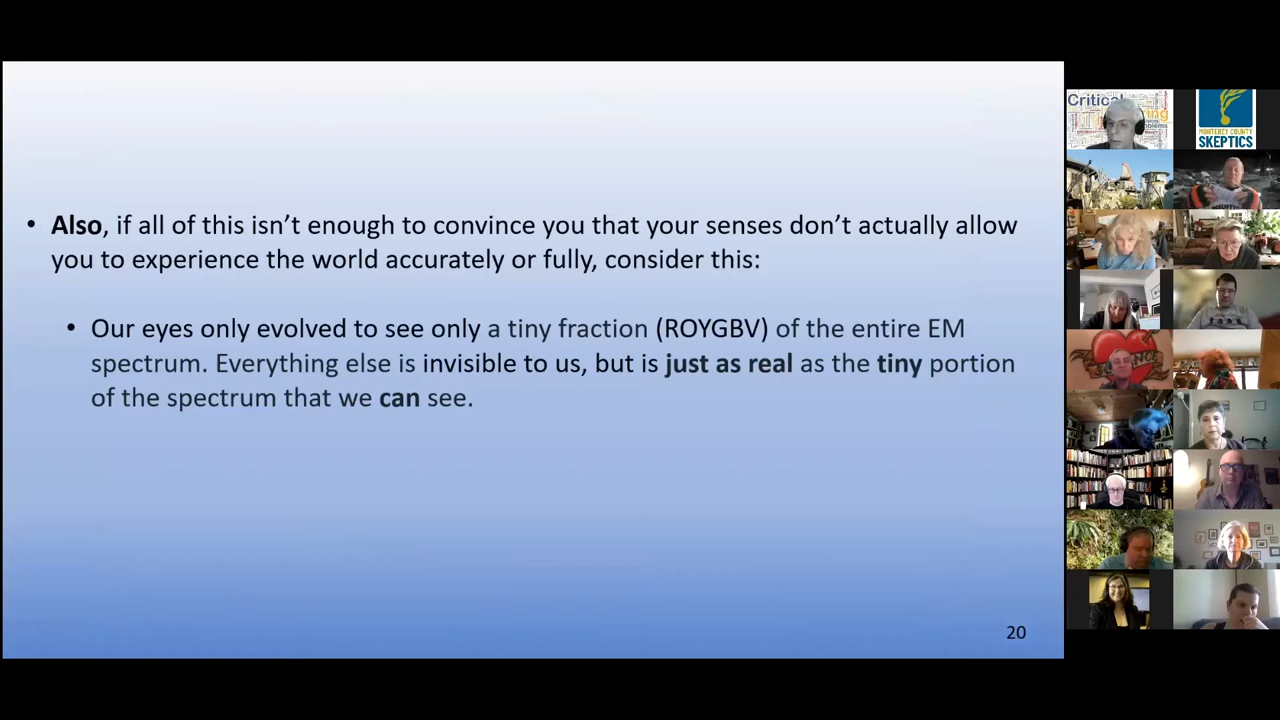 • Also, if all of this isn’t enough to convince you that your senses don’t actually allow
you to experience the world accurately or fully, consider this:
• Our eyes only evolved to see only a tiny fraction (ROYGBV) of the entire EM
spectrum. Everything else is invisible to us, but is just as real as the tiny portion
of the spectrum that we can see.
20
Critical
MONTEREY COUNTY
SKEPTICS